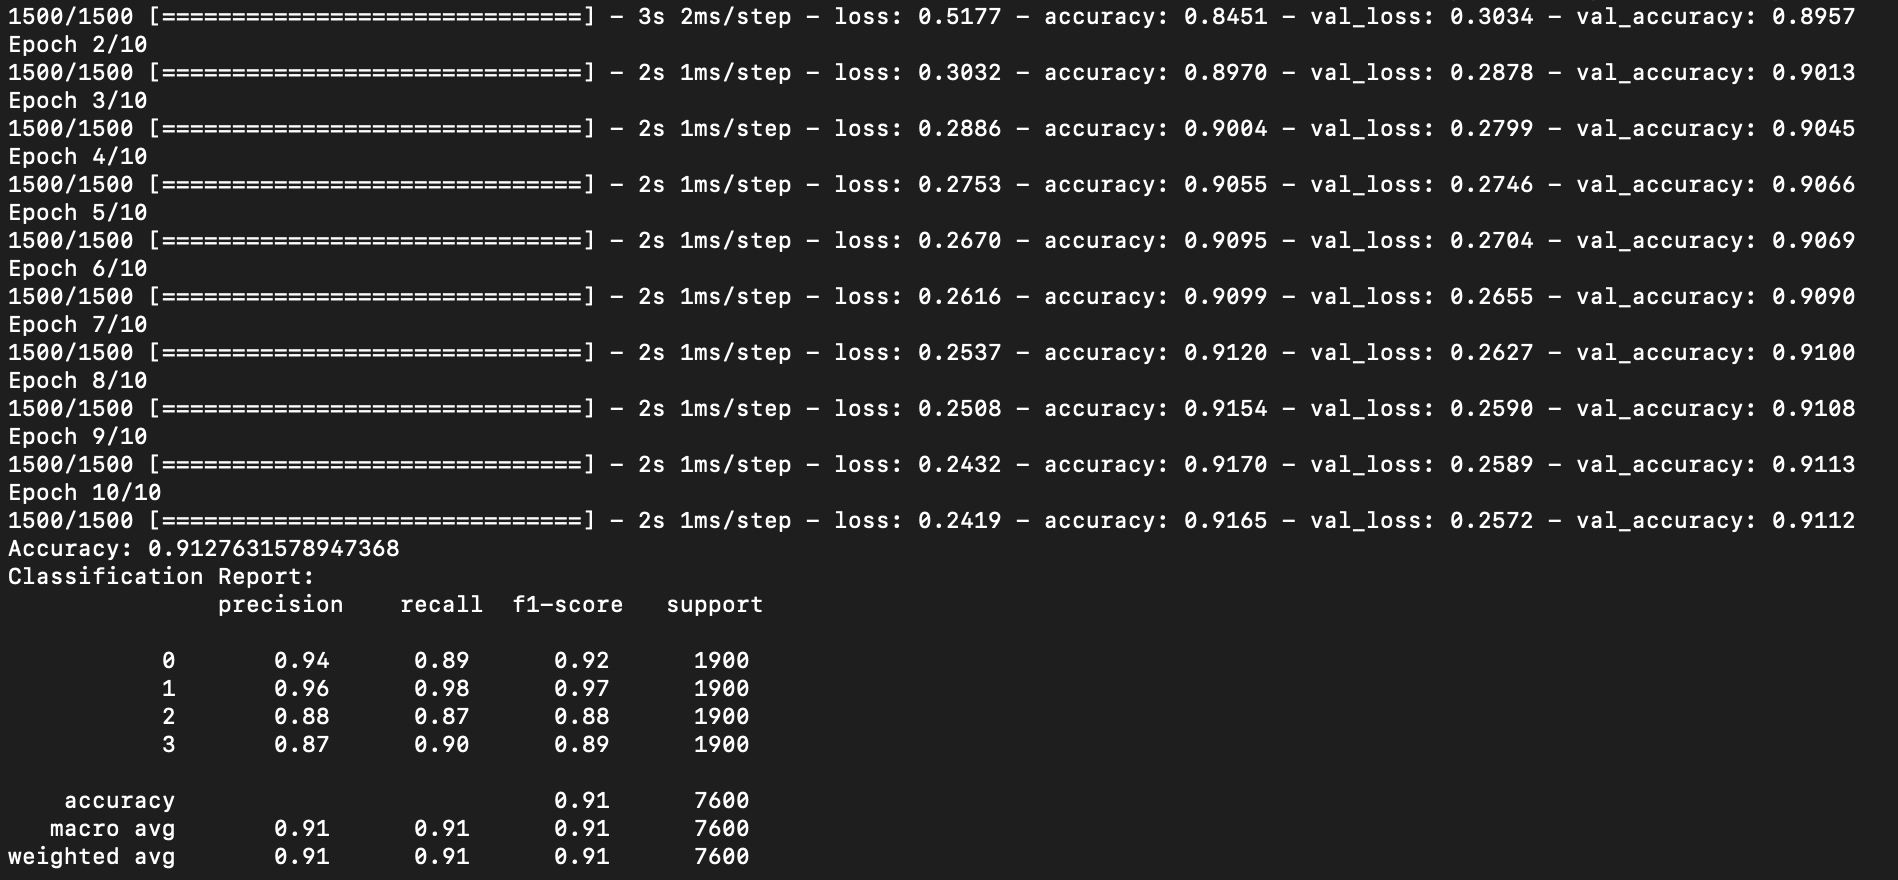 1500/1500 [==============================] - 3s 2ms/step - loss: 0.5177 - accuracy: 0.8451 - val_loss: 0.3034 - val_accuracy: 0.8957
Epoch 2/10
1500/1500 [==============================] - 2s 1ms/step - loss: 0.3032 - accuracy: 0.8970 - val_loss: 0.2878 - val_accuracy: 0.9013
Epoch 3/10
1500/1500 [==============================] - 2s 1ms/step - loss: 0.2886 - accuracy: 0.9004 - val_loss: 0.2799 - val_accuracy: 0.9045
Epoch 4/10
1500/1500 [==============================] - 2s 1ms/step - loss: 0.2753 - accuracy: 0.9055 - val_loss: 0.2746 - val_accuracy: 0.9066
Epoch 5/10
1500/1500 [==============================] - 2s 1ms/step - loss: 0.2670 - accuracy: 0.9095 - val_loss: 0.2704 - val_accuracy: 0.9069
Epoch 6/10
1500/1500 [==============================] - 2s 1ms/step - loss: 0.2616 - accuracy: 0.9099 - val_loss: 0.2655 - val_accuracy: 0.9090
Epoch 7/10
1500/1500 [==============================] - 2s 1ms/step - loss: 0.2537 - accuracy: 0.9120 - val_loss: 0.2627 - val_accuracy: 0.9100
Epoch 8/10
1500/1500 [==============================] - 2s 1ms/step - loss: 0.2508 - accuracy: 0.9154 - val_loss: 0.2590 - val_accuracy: 0.9108
Epoch 9/10
1500/1500 [==============================] - 2s 1ms/step - loss: 0.2432 - accuracy: 0.9170 - val_loss: 0.2589 - val_accuracy: 0.9113
Epoch 10/10
1500/1500 [==============================] - 2s 1ms/step - loss: 0.2419 - accuracy: 0.9165 - val_loss: 0.2572 - val_accuracy: 0.9112
Accuracy: 0.9127631578947368
Classification Report:
               precision    recall  f1-score   support

           0       0.94      0.89      0.92      1900
           1       0.96      0.98      0.97      1900
           2       0.88      0.87      0.88      1900
           3       0.87      0.90      0.89      1900

    accuracy                           0.91      7600
   macro avg       0.91      0.91      0.91      7600
weighted avg       0.91      0.91      0.91      7600